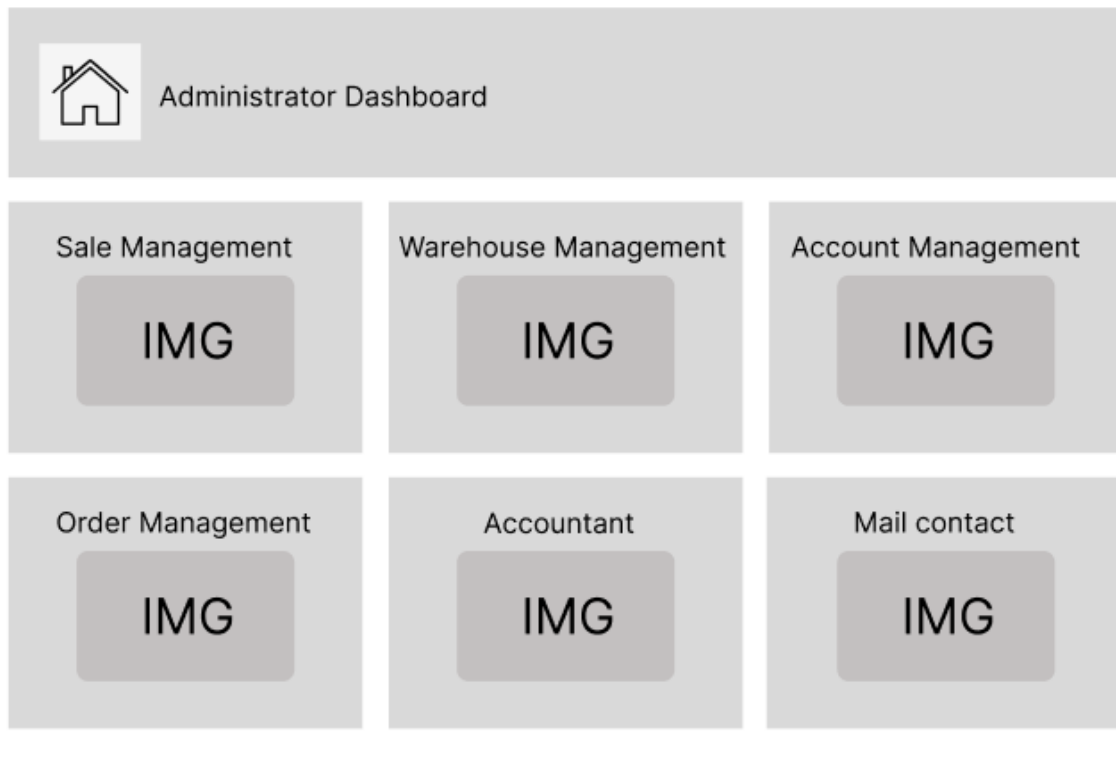 Administrator Dashboard
Sale Management
Warehouse Management
Account Management
IMG
IMG
IMG
Order Management
Accountant
Mail contact
IMG
IMG
IMG